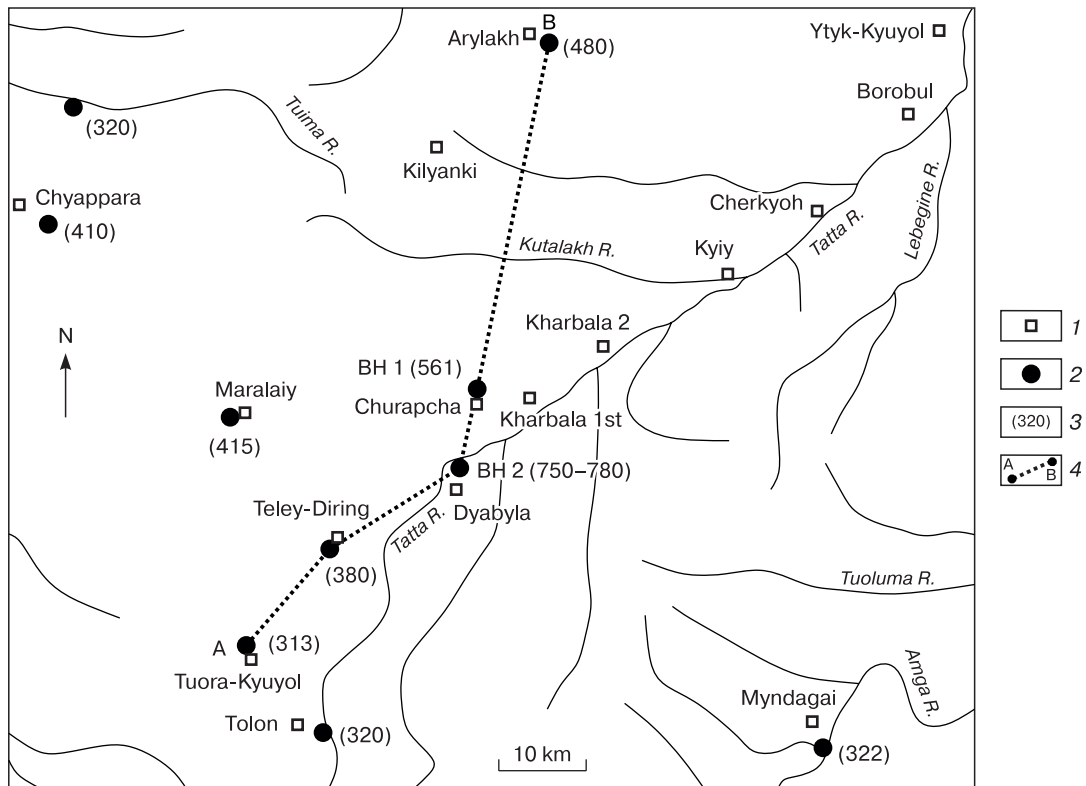 B
Arylakh
(480)
Ytyk-Kyuyol
Borobul
(320)
Tuima R.
Kilyanki
Lebegine R.
Chyappara
(410)
Cherkyoh
Tatta R.
Kutalakh R.
Kyiy
N
Kharbala 2
BH 1 (561)
Maralaiy
Churapcha
(415)
Kharbala 1st
BH 2 (750–780)
Teley-Diring
Tatta R.
Dyabyla
(380)
Tuoluma R.
A
(313)
Tuora-Kyuyol
Amga R.
Myndagai
Tolon
(320)
10 km
(322)
1
2
(320)
3
A
B
4